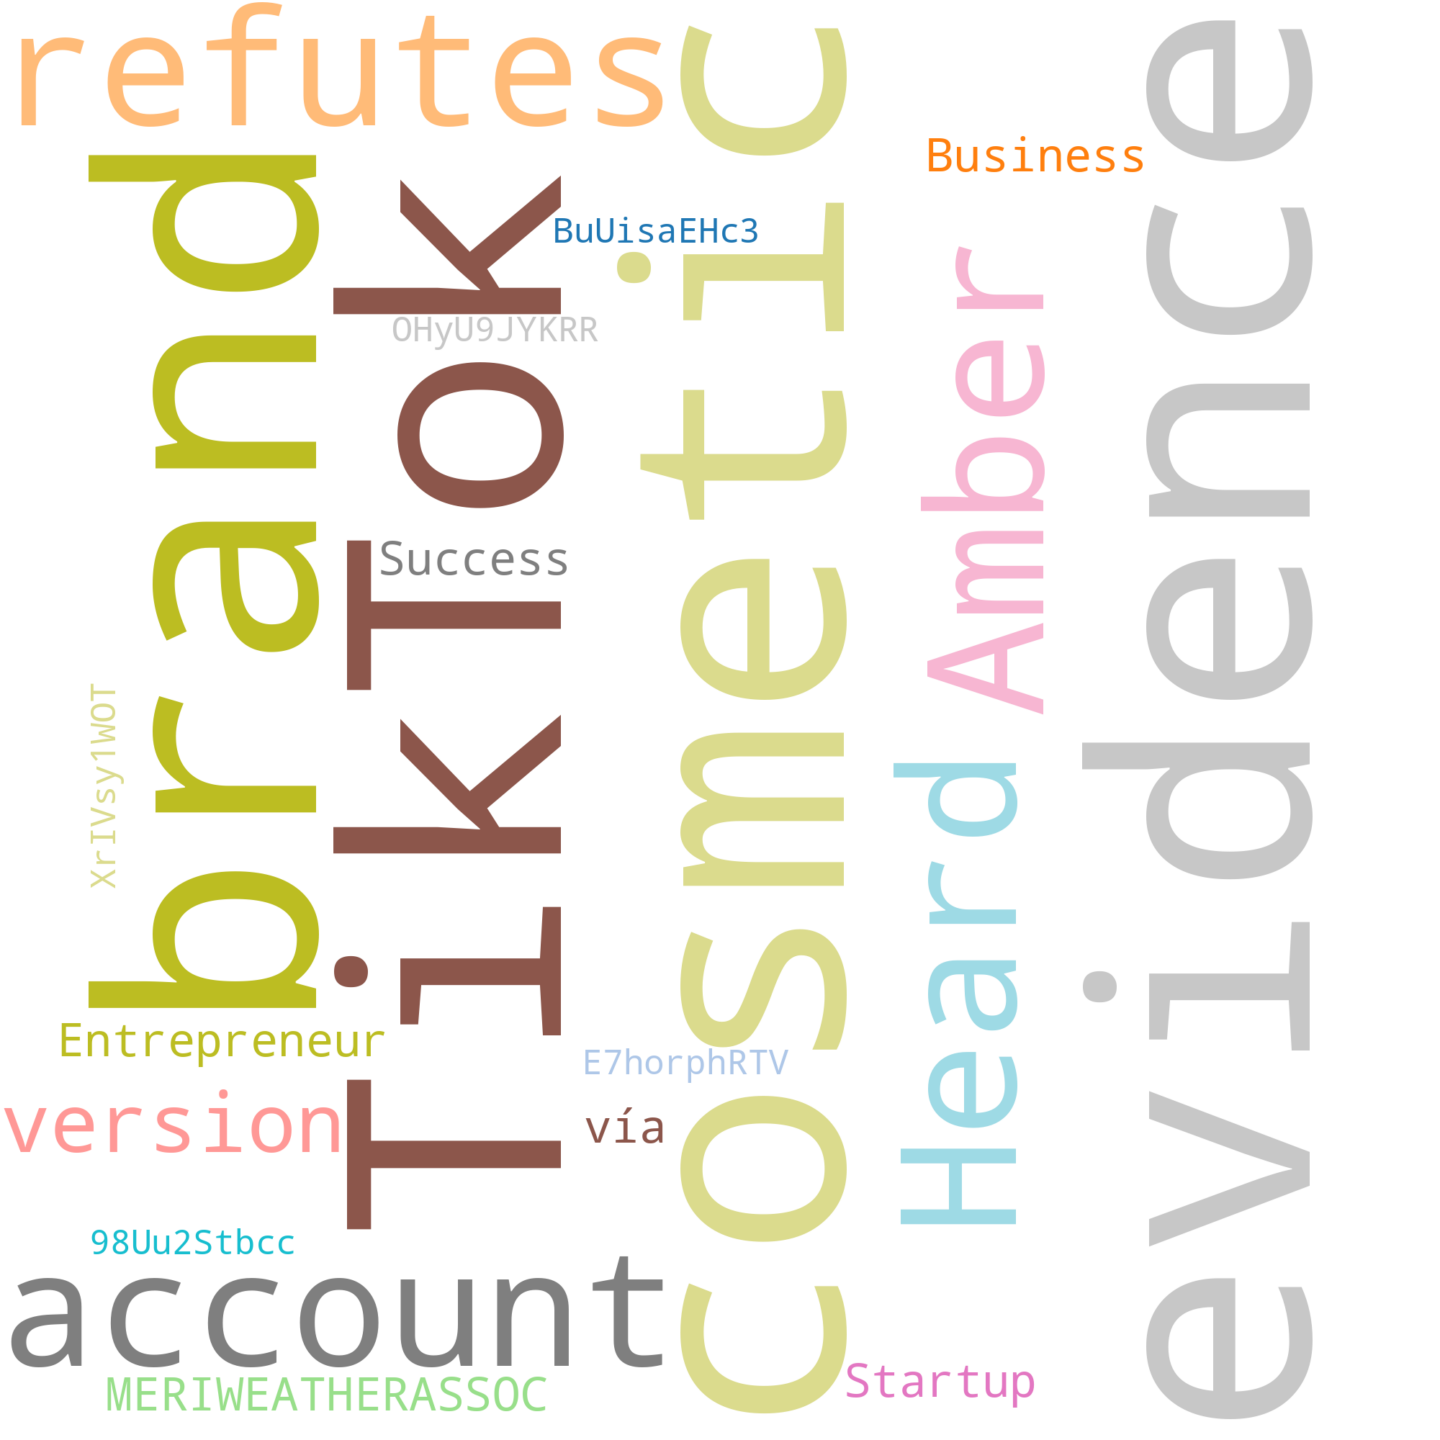 refutes
brand
TikTok
cosmetic
evidence
Business
BuUisaEHc3
OHyU9JYKRR
Amber
Success
XrIVsy1WOT
Heard
Entrepreneur
E7horphRTV
version
vía
98Uu2Stbcc
account
MERIWEATHERASSOC
Startup